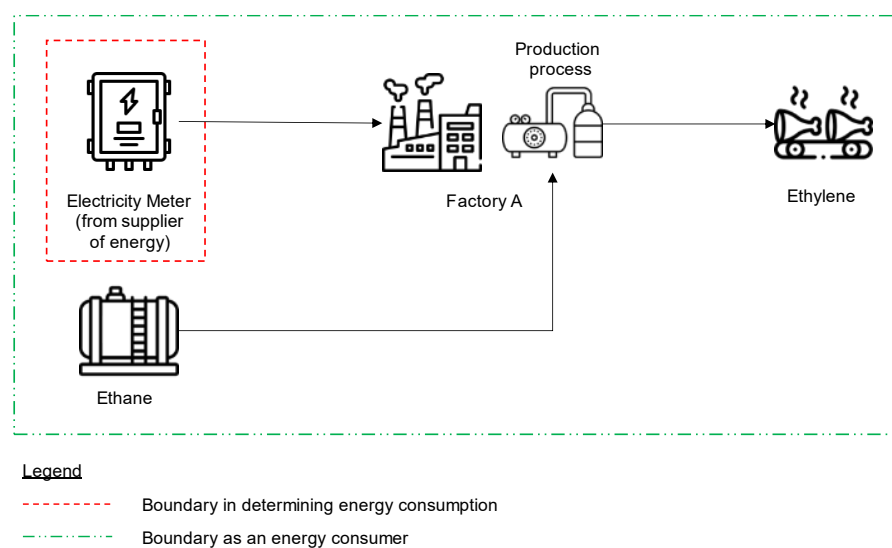 Production
process
Electricity Meter
(from supplier
of energy)
Factory A
Ethylene
Ethane
Legend
Boundary in determining energy consumption
Boundary as an energy consumer